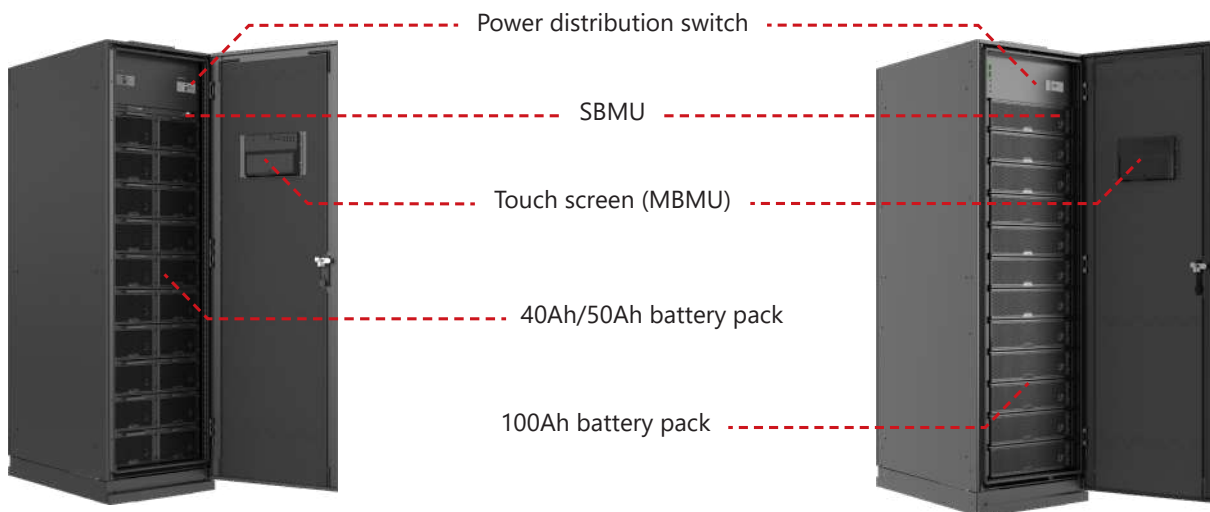 Power distribution switch
SBMU
Touch screen (MBMU)
40Ah/50Ah battery pack
100Ah battery pack